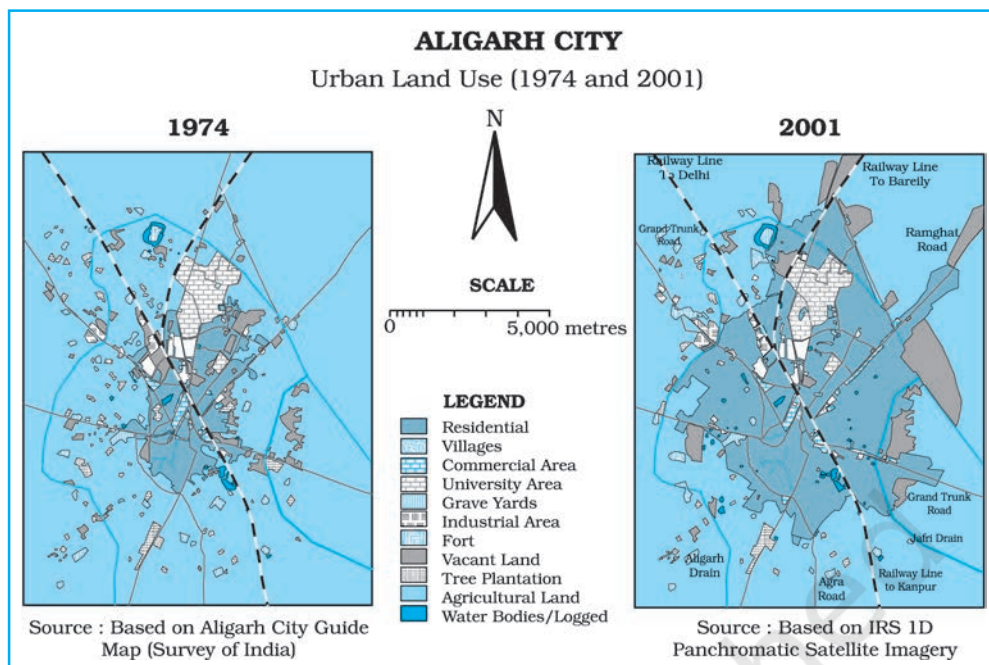 ALIGARH CITY
Urban Land Use (1974 and 2001)
1974
N
2001
SCALE
0
5,000 metres
LEGEND
Residential
Villages
Commercial Area
University Area
Grave Yards
Industrial Area
Fort
Vacant Land
Tree Plantation
Agricultural Land
Water Bodies/Logged
Railway Line
To Delhi
Railway Line
To Bareily
Grand Trunk
Road
Ramghat
Road
Grand Trunk
Road
Jafri Drain
Aligarh
Drain
Agra
Road
Railway Line
to Kanpur
Source : Based on Aligarh City Guide
Map (Survey of India)
Source : Based on IRS 1D
Panchromatic Satellite Imagery